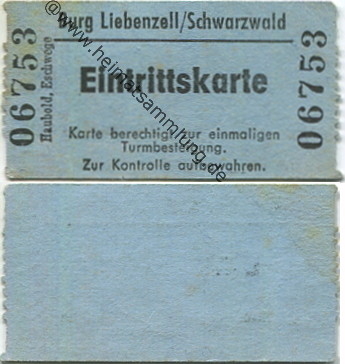 Burg Liebenzell/Schwarzwald
Eintrittskarte
Karte berechtigt zur einmaligen
Turmbesteigung.
Zur Kontrolle aufbewahren.
06753
Haubold, Eschwege
06753
@www.heimatsammlung.de